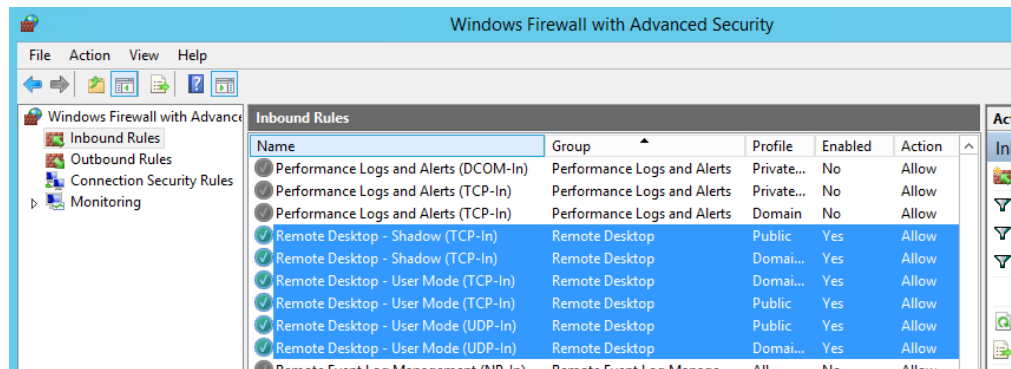 Windows Firewall with Advanced Security
File Action View Help
Windows Firewall with Advance
Inbound Rules
Outbound Rules
Connection Security Rules
Monitoring
Inbound Rules
Name Group Profile Enabled Action
Performance Logs and Alerts (DCOM-In) Performance Logs and Alerts Private... No Allow
Performance Logs and Alerts (TCP-In) Performance Logs and Alerts Private... No Allow
Performance Logs and Alerts (TCP-In) Performance Logs and Alerts Domain No Allow
Remote Desktop - Shadow (TCP-In) Remote Desktop Public Yes Allow
Remote Desktop - Shadow (TCP-In) Remote Desktop Domai... Yes Allow
Remote Desktop - User Mode (TCP-In) Remote Desktop Domai... Yes Allow
Remote Desktop - User Mode (TCP-In) Remote Desktop Public Yes Allow
Remote Desktop - User Mode (UDP-In) Remote Desktop Public Yes Allow
Remote Desktop - User Mode (UDP-In) Remote Desktop Domai... Yes Allow
Ac
In